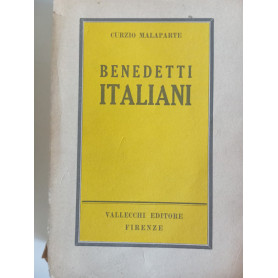 CURZIO MALAPARTE
BENEDETTI
ITALIANI
VALLECCHI EDITORE
FIRENZE